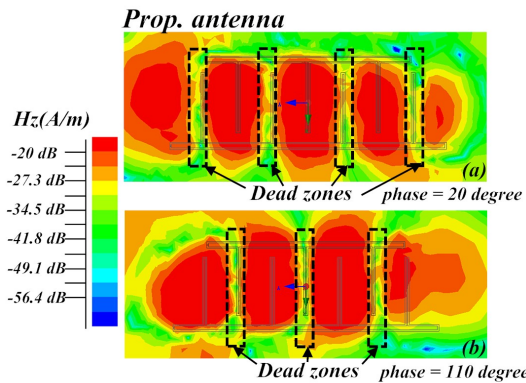 Prop. antenna
Hz(A/m)
-20 dB
-27.3 dB
-34.5 dB
-41.8 dB
-49.1 dB
-56.4 dB
(a)
Dead zones
phase = 20 degree
(b)
Dead zones
phase = 110 degree